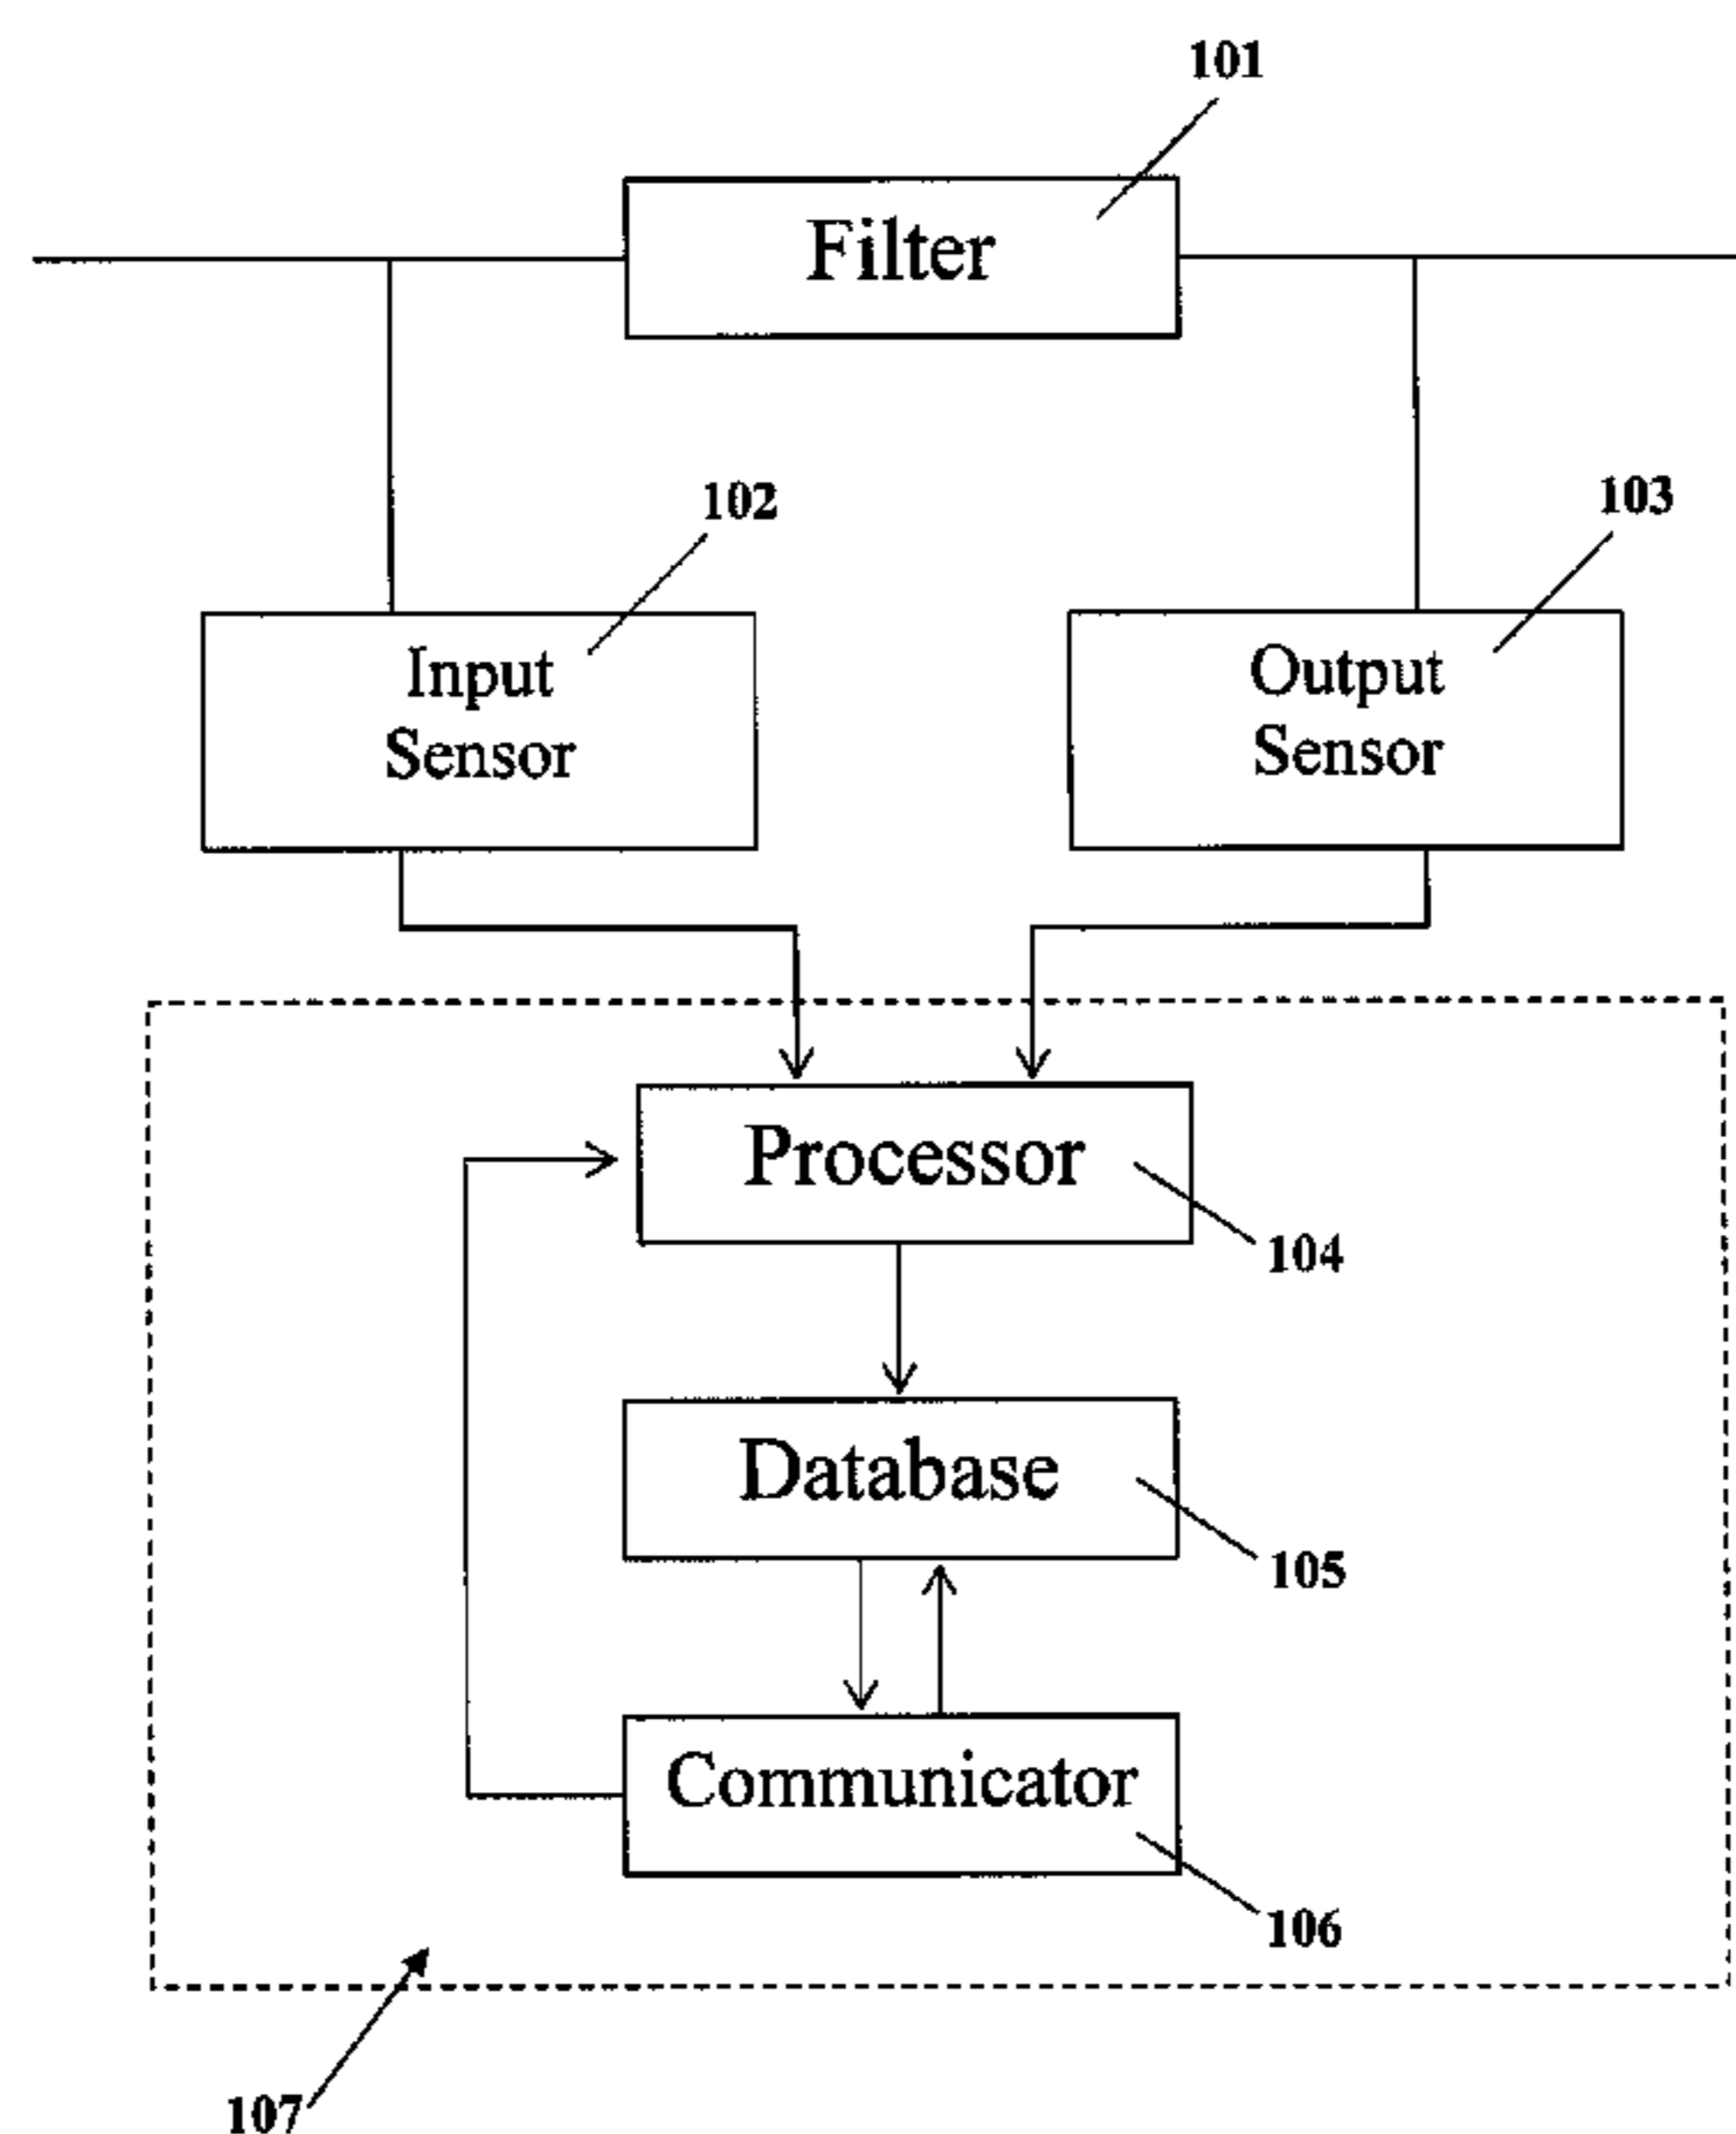 101
Filter
102
103
Input
Sensor
Output
Sensor
Processor
104
Database
105
Communicator
106
107